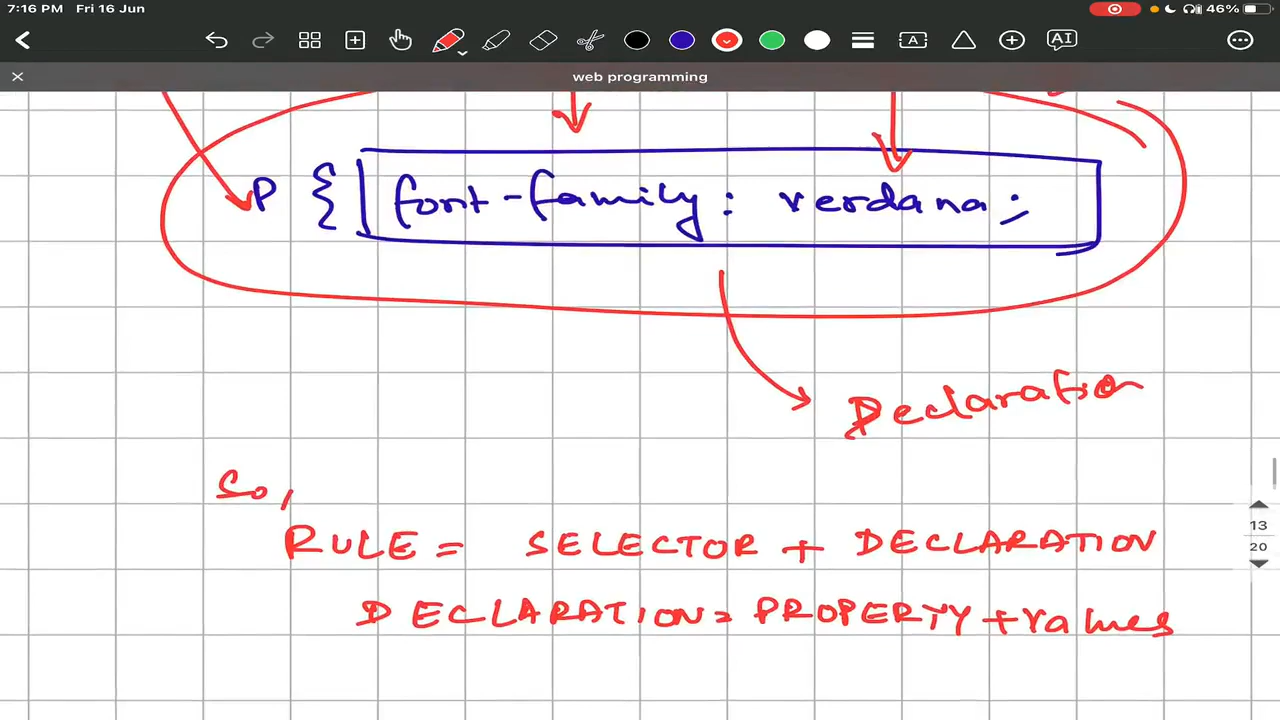 7:16 PM Fri 16 Jun
46%
A
AI
web programming
P { font-family: verdana;
Declaration
So,
RULE = SELECTOR + DECLARATION
DECLARATION = PROPERTY + values
13
20